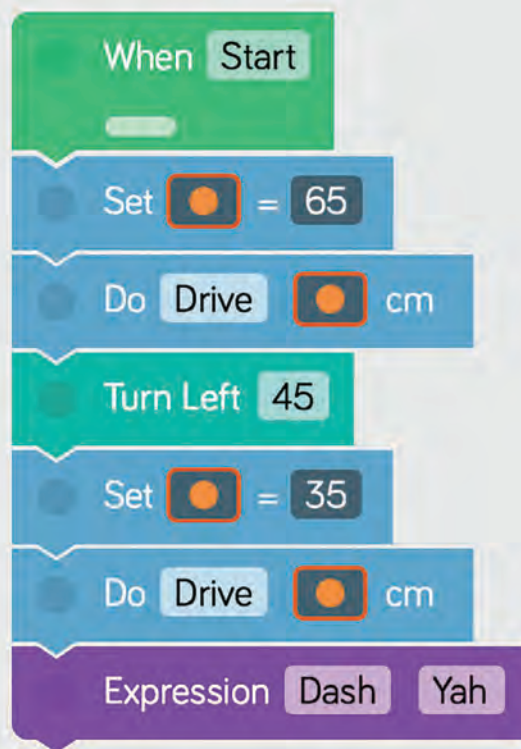 When Start
Set = 65
Do Drive cm
Turn Left 45
Set = 35
Do Drive cm
Expression Dash Yah